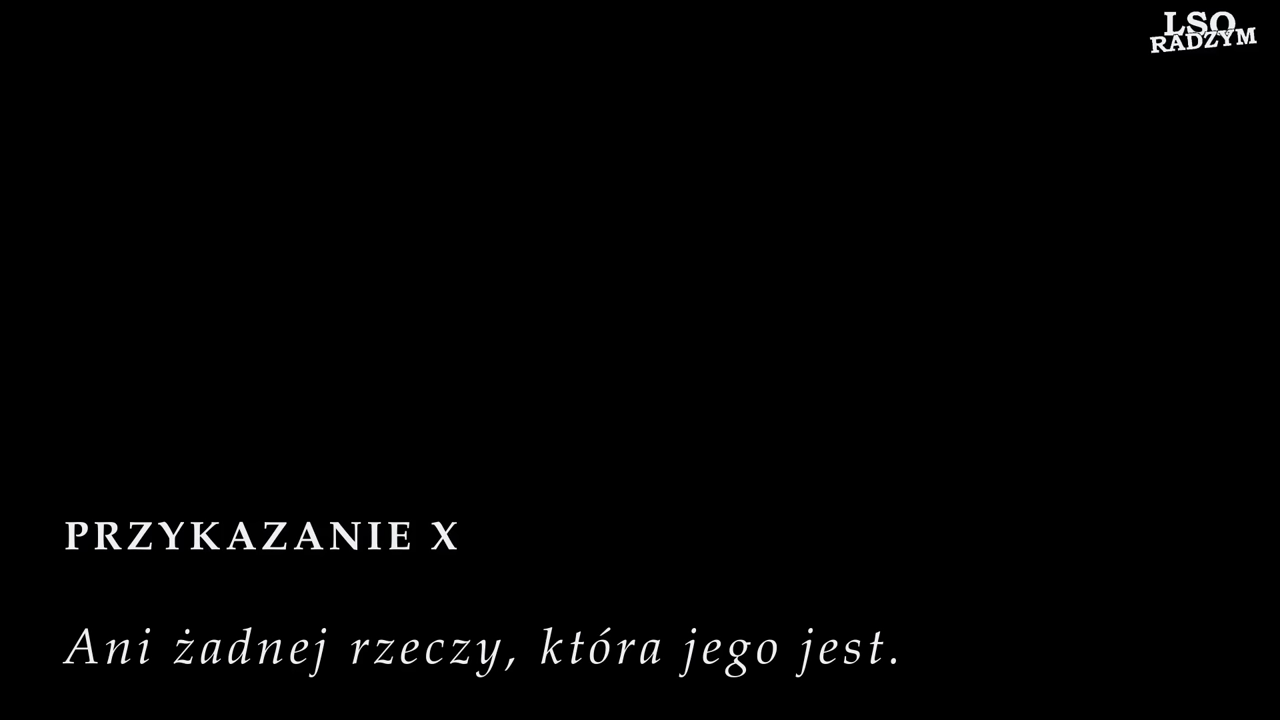 LSO
RADZYM
PRZYKAZANIE X
Ani żadnej rzeczy, która jego jest.